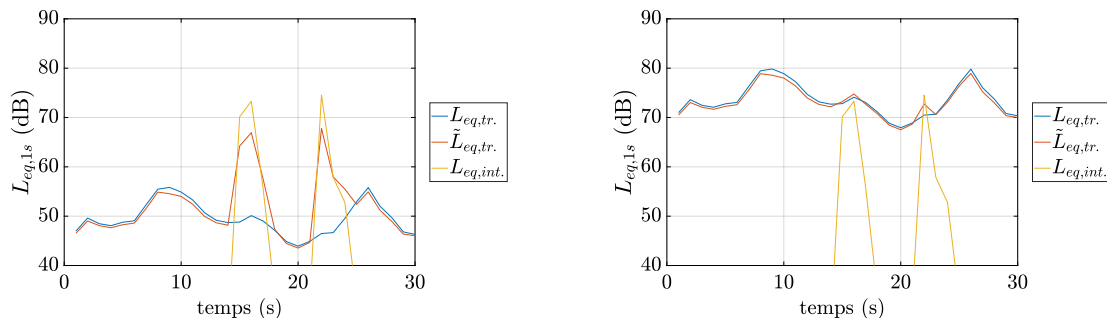 90
80
70
60
50
40
L_{eq,1s} (dB)
0
10
20
30
temps (s)
L_{eq,tr.}
L̃_{eq,tr.}
L_{eq,int.}
90
80
70
60
50
40
L_{eq,1s} (dB)
0
10
20
30
temps (s)
L_{eq,tr.}
L̃_{eq,tr.}
L_{eq,int.}